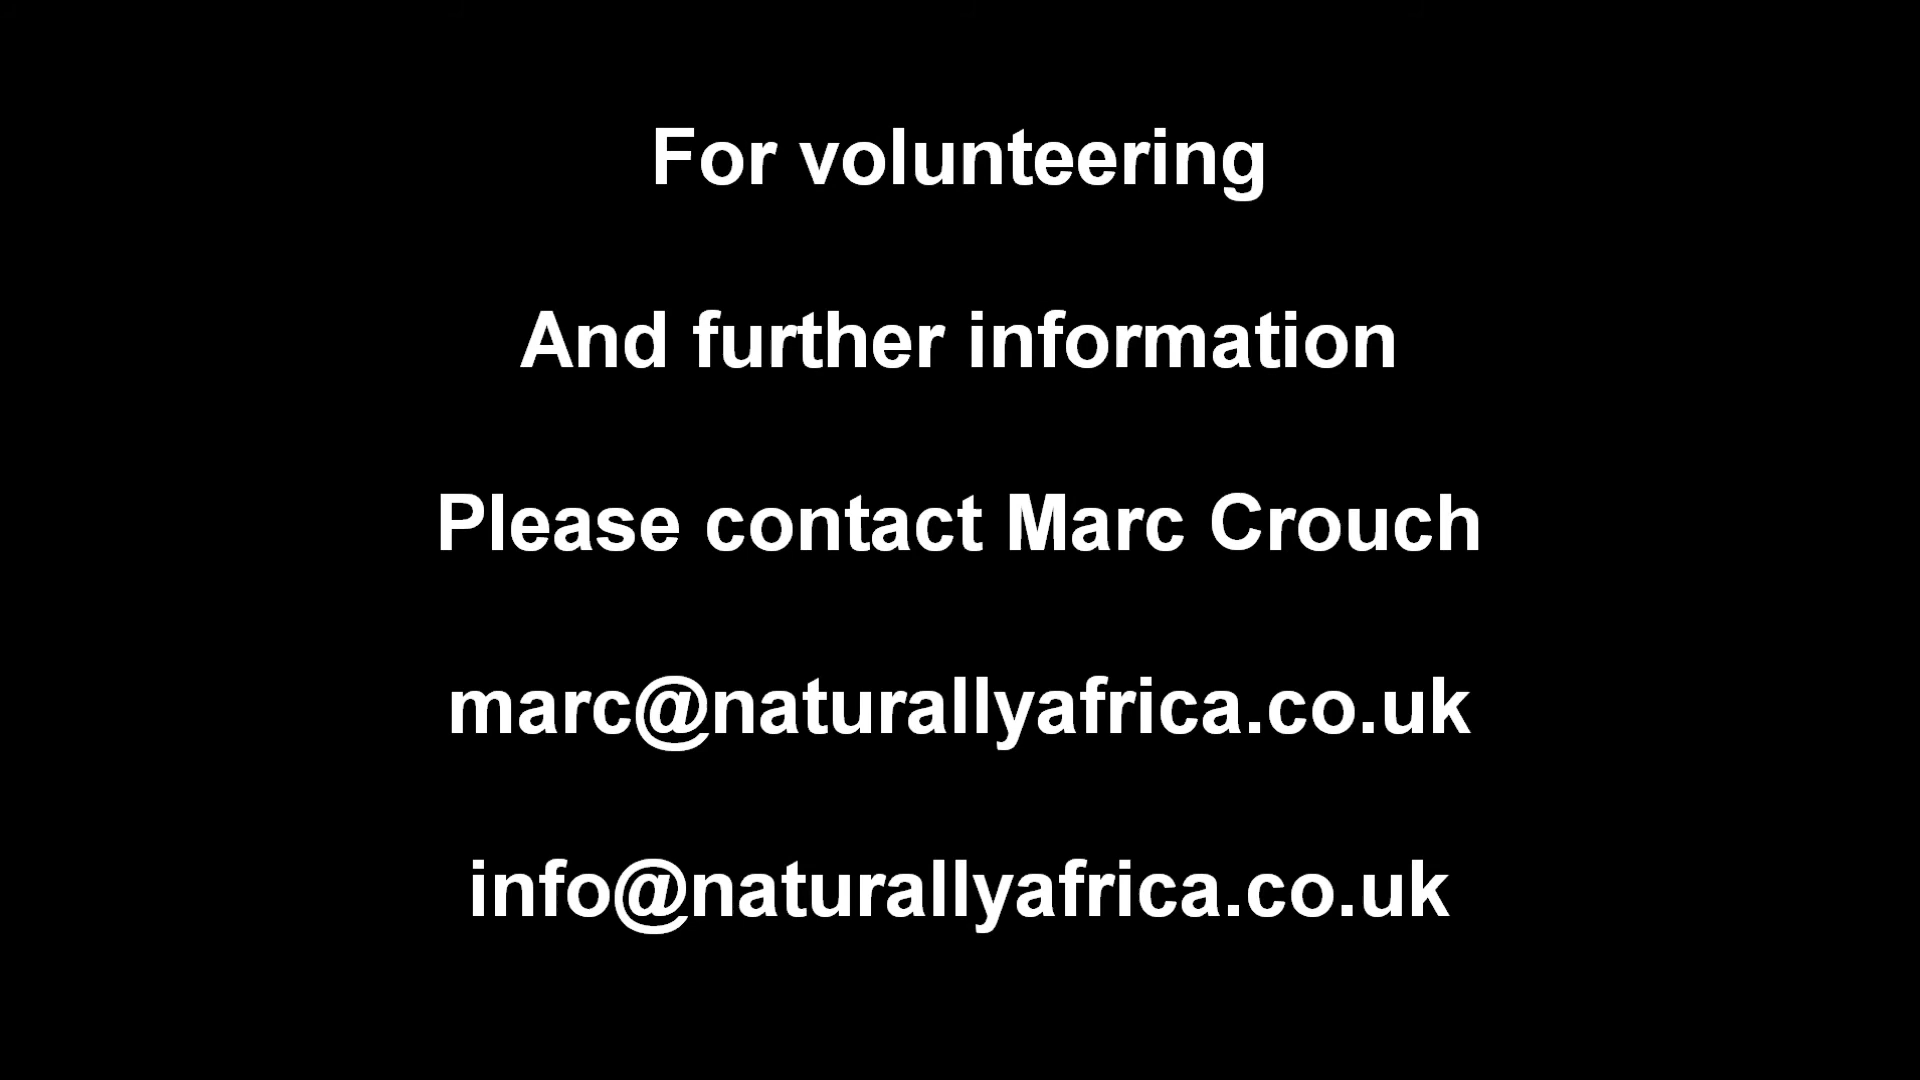 For volunteering
And further information
Please contact Marc Crouch
marc@naturallyafrica.co.uk
info@naturallyafrica.co.uk